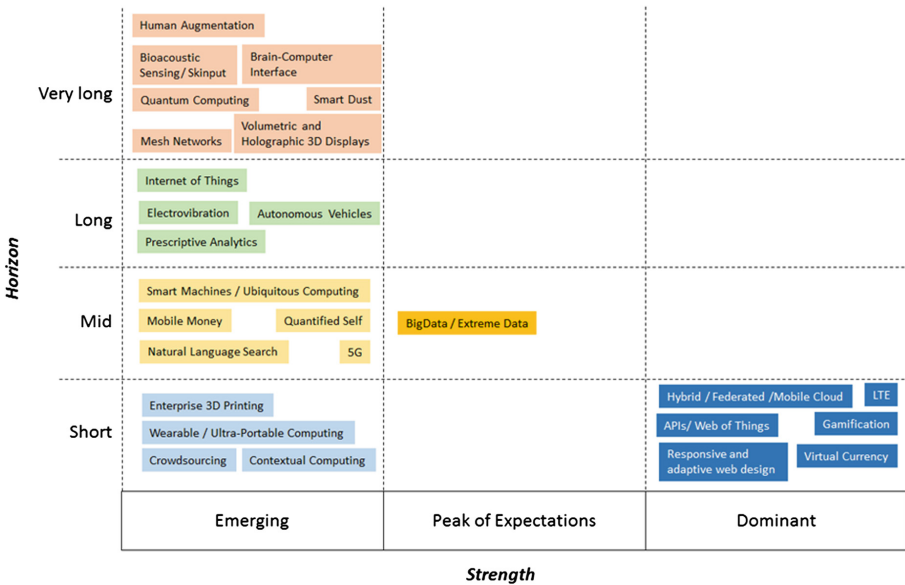 Human Augmentation
Bioacoustic
Sensing/ Skinput
Brain-Computer
Interface
Very long
Quantum Computing
Smart Dust
Mesh Networks
Volumetric and
Holographic 3D Displays
Internet of Things
Long
Electrovibration
Autonomous Vehicles
Prescriptive Analytics
Horizon
Smart Machines / Ubiquitous Computing
Mid
Mobile Money
Quantified Self
BigData / Extreme Data
Natural Language Search
5G
Short
Enterprise 3D Printing
Wearable / Ultra-Portable Computing
Crowdsourcing
Contextual Computing
Hybrid / Federated /Mobile Cloud
LTE
APIs/ Web of Things
Gamification
Responsive and
adaptive web design
Virtual Currency
Emerging
Peak of Expectations
Dominant
Strength